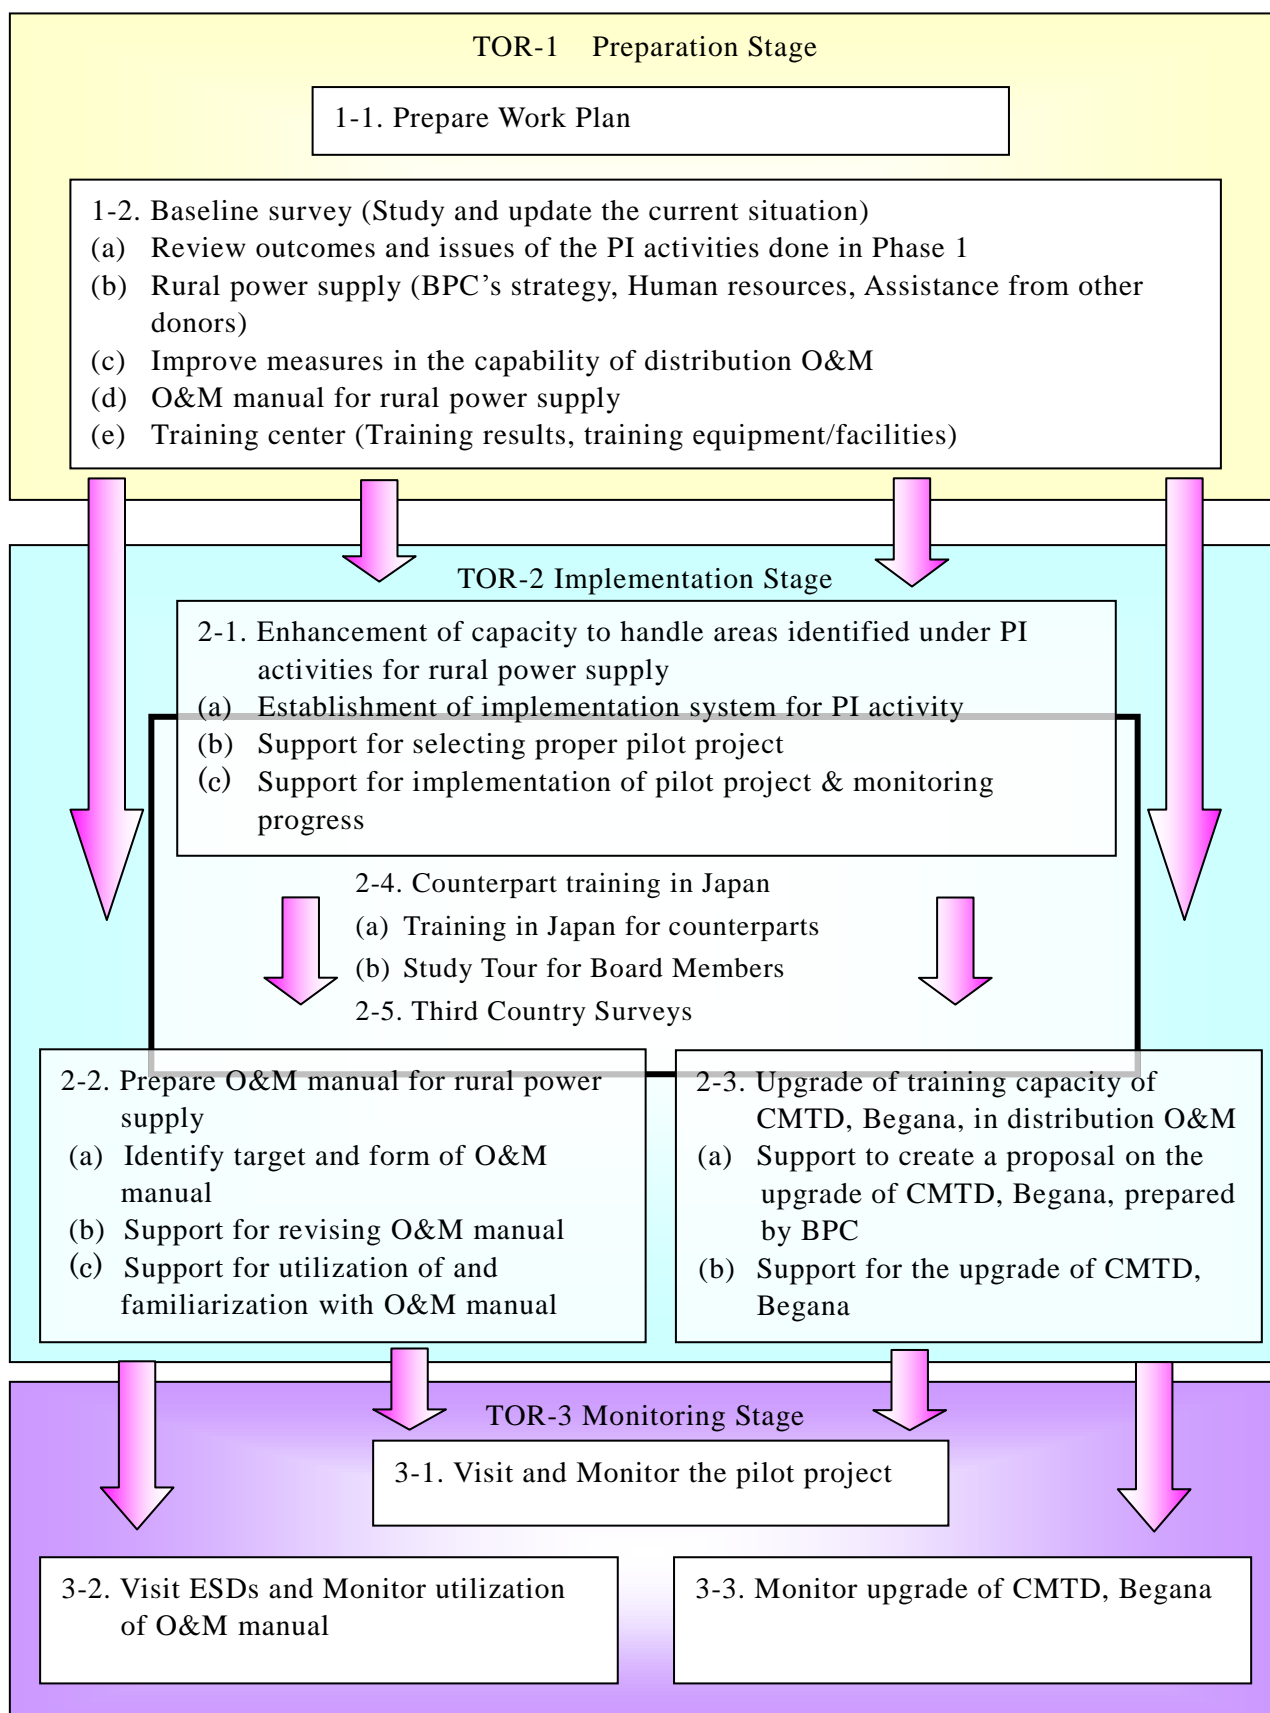 TOR-1 Preparation Stage
1-1. Prepare Work Plan
1-2. Baseline survey (Study and update the current situation)
(a) Review outcomes and issues of the PI activities done in Phase 1
(b) Rural power supply (BPC’s strategy, Human resources, Assistance from other
donors)
(c) Improve measures in the capability of distribution O&M
(d) O&M manual for rural power supply
(e) Training center (Training results, training equipment/facilities)
TOR-2 Implementation Stage
2-1. Enhancement of capacity to handle areas identified under PI
activities for rural power supply
(a) Establishment of implementation system for PI activity
(b) Support for selecting proper pilot project
(c) Support for implementation of pilot project & monitoring
progress
2-4. Counterpart training in Japan
(a) Training in Japan for counterparts
(b) Study Tour for Board Members
2-5. Third Country Surveys
2-2. Prepare O&M manual for rural power
supply
(a) Identify target and form of O&M
manual
(b) Support for revising O&M manual
(c) Support for utilization of and
familiarization with O&M manual
2-3. Upgrade of training capacity of
CMTD, Begana, in distribution O&M
(a) Support to create a proposal on the
upgrade of CMTD, Begana, prepared
by BPC
(b) Support for the upgrade of CMTD,
Begana
TOR-3 Monitoring Stage
3-1. Visit and Monitor the pilot project
3-2. Visit ESDs and Monitor utilization
of O&M manual
3-3. Monitor upgrade of CMTD, Begana